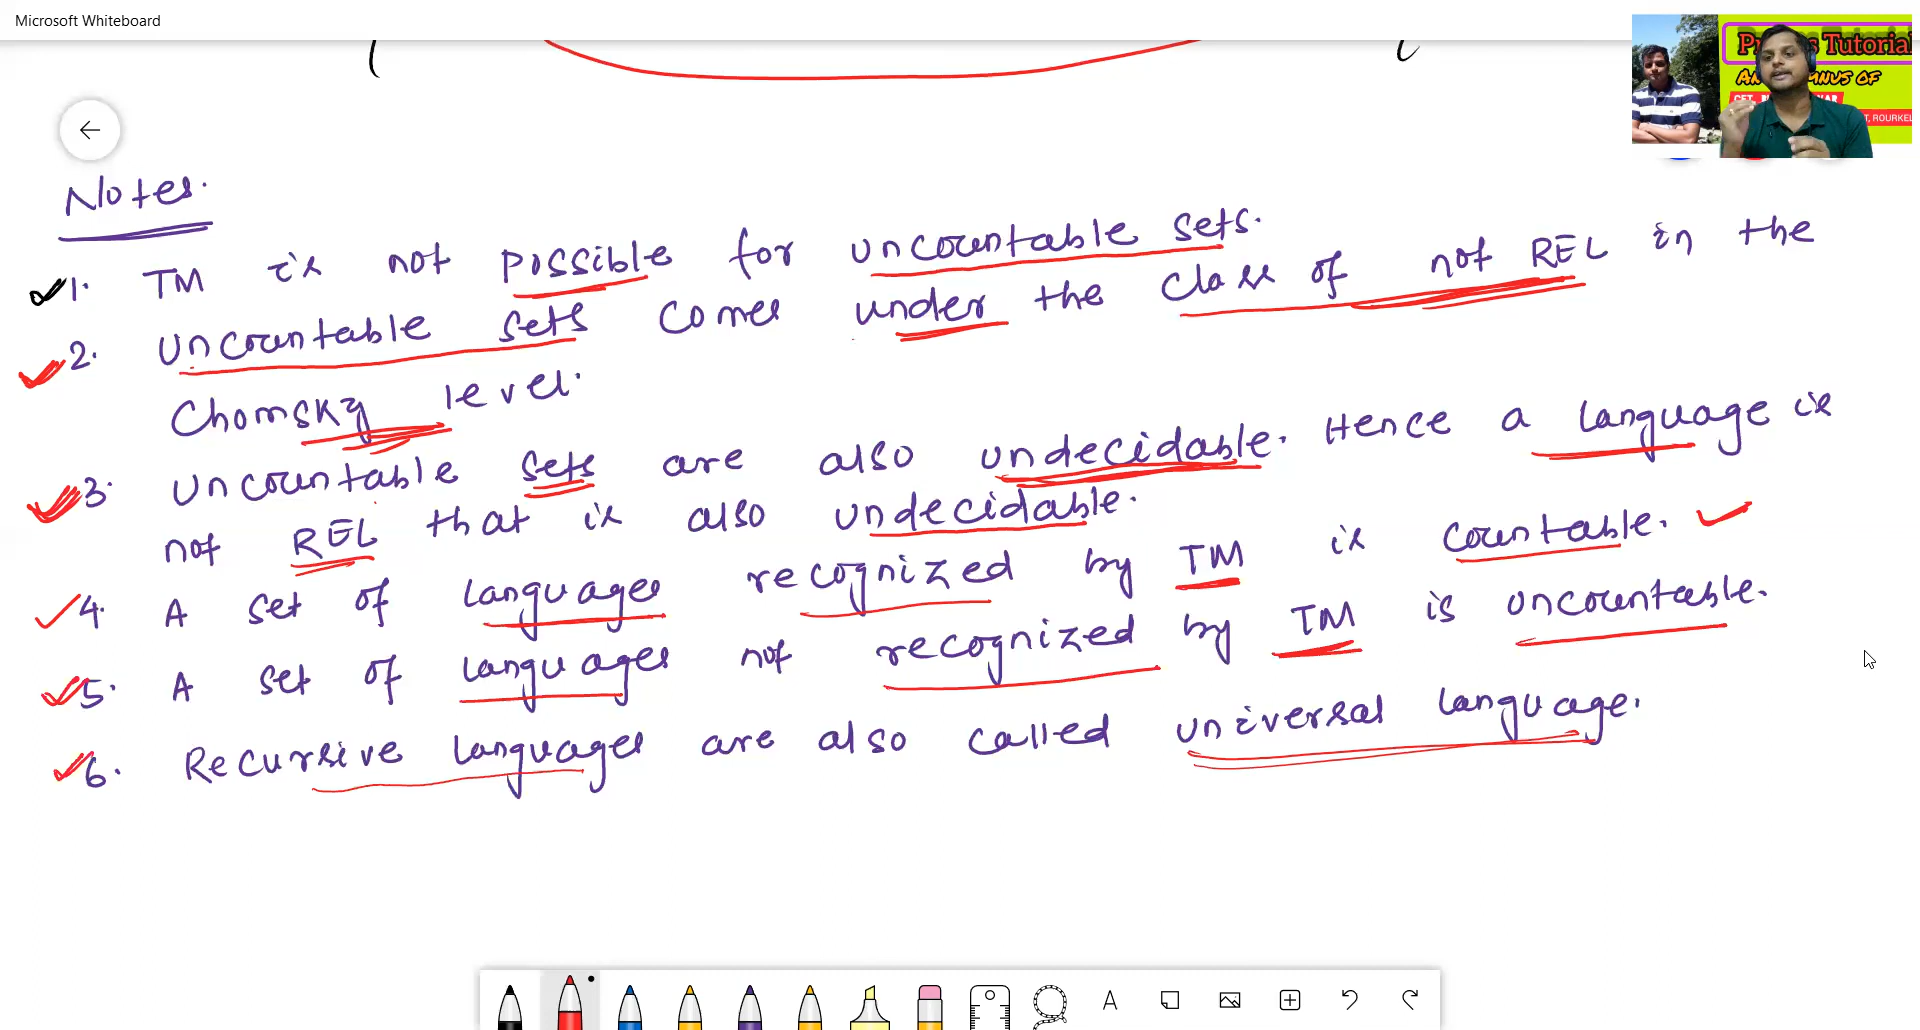 Microsoft Whiteboard
Tutorial
OF
, ROURKEL
Notes.
1. TM is not possible for uncountable sets.
2. Uncountable sets comes under the class of not REL in the
Chomsky level.
3. Uncountable sets are also undecidable. Hence a language is
not REL that is also undecidable.
4. A set of languages recognized by TM is countable.
5. A set of languages not recognized by TM is uncountable.
6. Recursive languages are also called universal language.
A